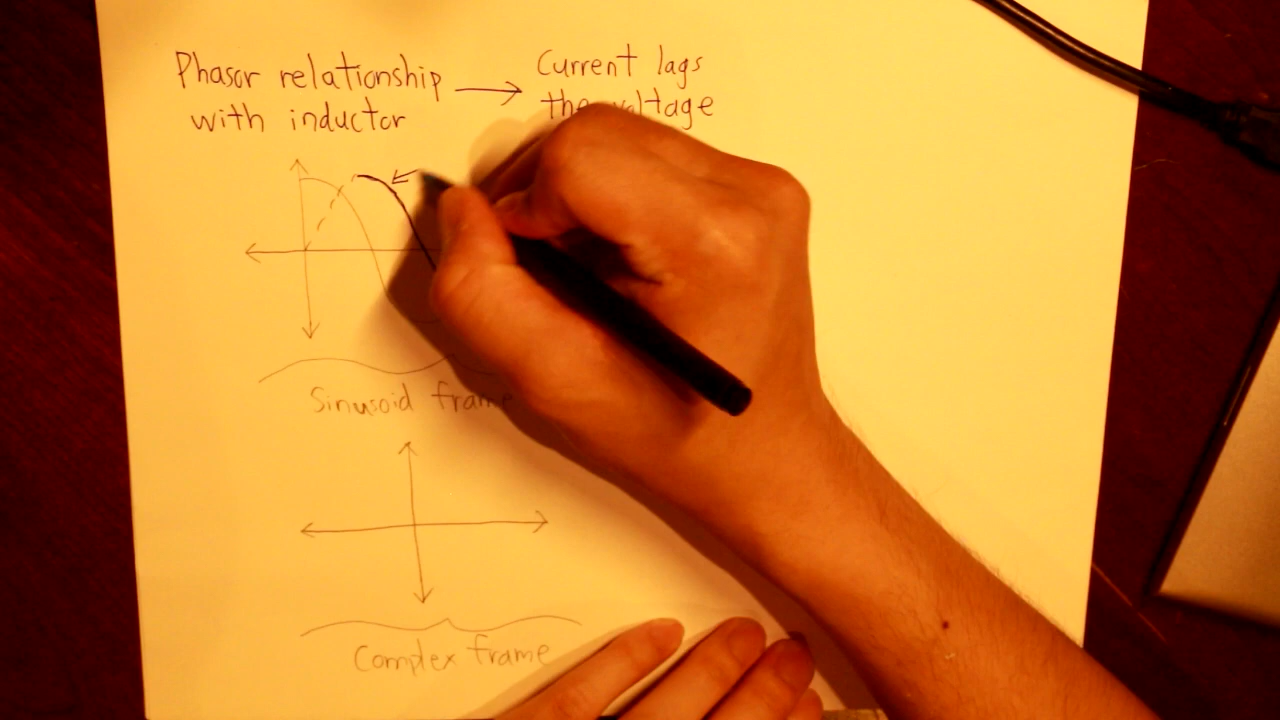 Phasor relationship
with inductor
Current lags
the voltage
Sinusoid frame
Complex frame